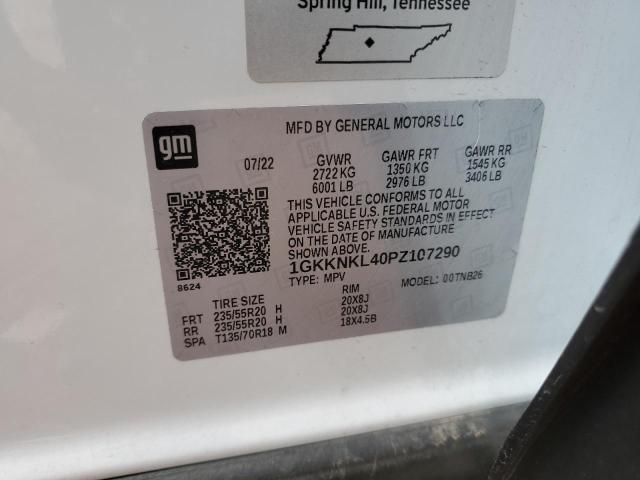 Spring Hill, Tennessee
MFD BY GENERAL MOTORS LLC
gm
07/22 GVWR GAWR FRT GAWR RR
2722 KG 1350 KG 1545 KG
6001 LB 2976 LB 3406 LB
THIS VEHICLE CONFORMS TO ALL
APPLICABLE U.S. FEDERAL MOTOR
VEHICLE SAFETY STANDARDS IN EFFECT
ON THE DATE OF MANUFACTURE SHOWN ABOVE.
1GKKNKL40PZ107290
8624 TYPE: MPV MODEL: 00TNB26
TIRE SIZE RIM
FRT 235/55R20 H 20X8J
RR 235/55R20 H 20X8J
SPA T135/70R18 M 18X4.5B